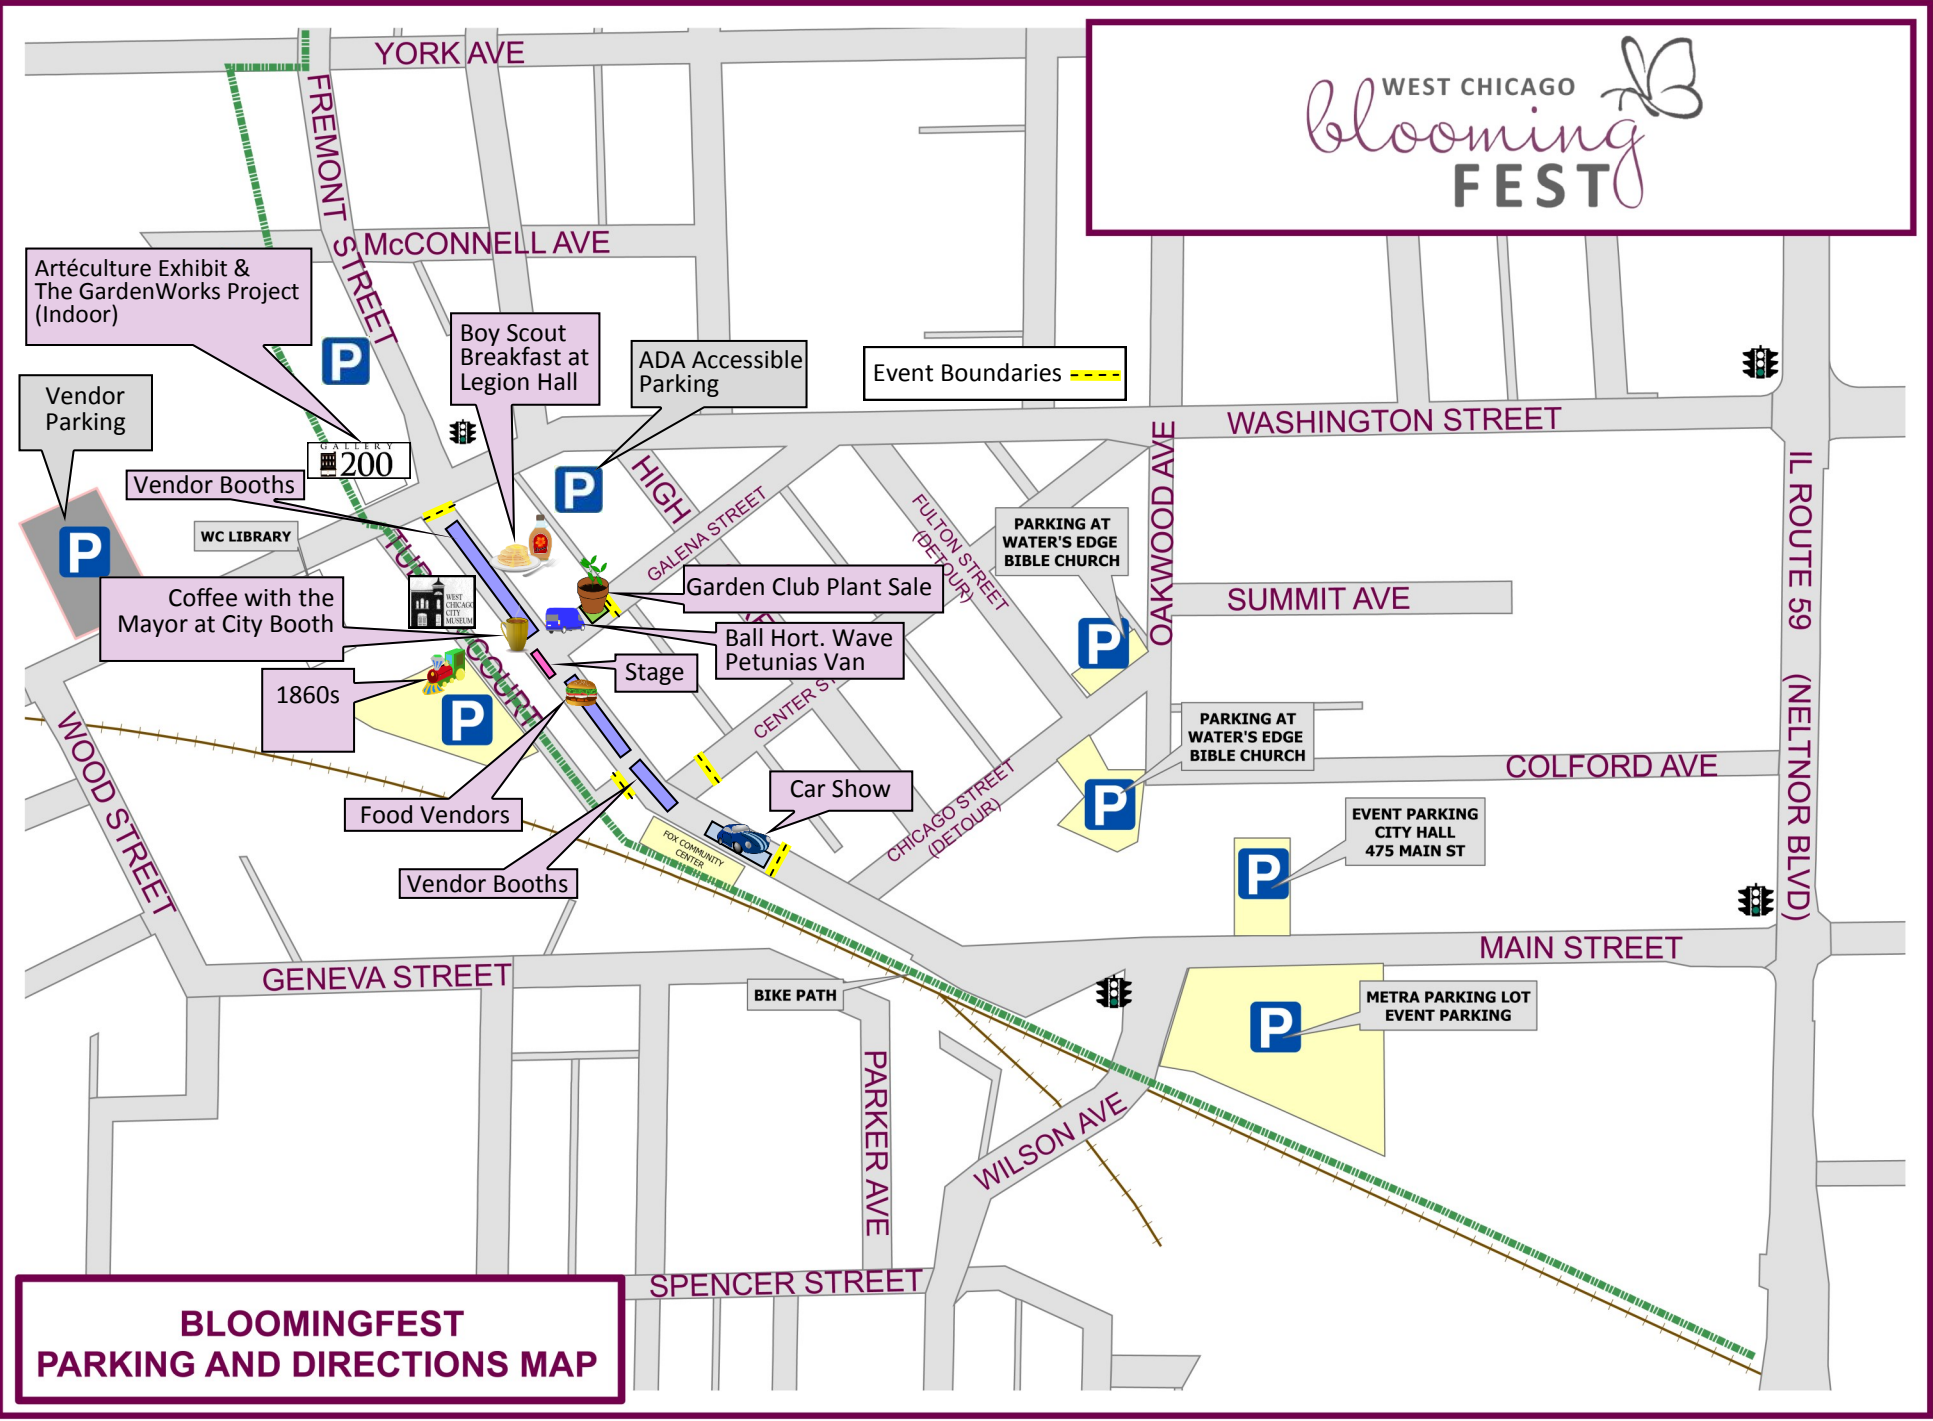 YORK AVE
WEST CHICAGO
blooming
FEST
FREMONT STREET
McCONNELL AVE
Artéculture Exhibit &
The GardenWorks Project
(Indoor)
P
Boy Scout
Breakfast at
Legion Hall
ADA Accessible
Parking
Event Boundaries
Vendor
Parking
WASHINGTON STREET
GALLERY
200
Vendor Booths
P
HIGH
GALENA STREET
FULTON STREET
(DETOUR)
PARKING AT
WATER'S EDGE
BIBLE CHURCH
OAKWOOD AVE
IL ROUTE 59 (NELTNOR BLVD)
WC LIBRARY
P
COURT
WEST
CHICAGO
CITY
MUSEUM
Coffee with the
Mayor at City Booth
Garden Club Plant Sale
SUMMIT AVE
Ball Hort. Wave
Petunias Van
P
Stage
1860s
P
CENTER
PARKING AT
WATER'S EDGE
BIBLE CHURCH
WOOD STREET
COLFORD AVE
Car Show
P
Food Vendors
CHICAGO STREET
(DETOUR)
EVENT PARKING
CITY HALL
475 MAIN ST
P
FOX COMMUNITY
CENTER
Vendor Booths
GENEVA STREET
MAIN STREET
BIKE PATH
METRA PARKING LOT
EVENT PARKING
P
PARKER AVE
WILSON AVE
SPENCER STREET
BLOOMINGFEST
PARKING AND DIRECTIONS MAP